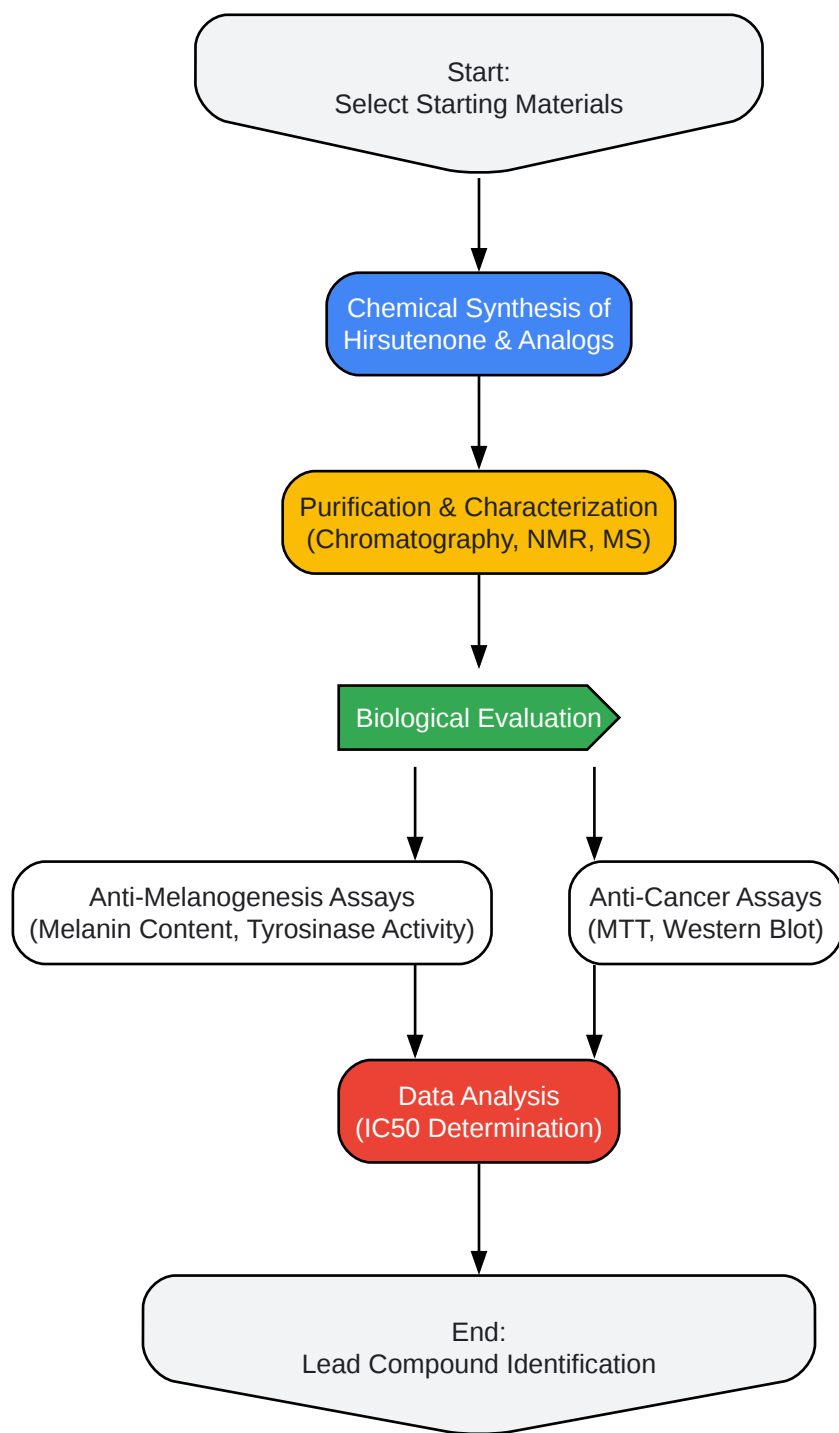 Start:
Select Starting Materials
Chemical Synthesis of
Hirsutenone & Analogs
Purification & Characterization
(Chromatography, NMR, MS)
Biological Evaluation
Anti-Melanogenesis Assays
(Melanin Content, Tyrosinase Activity)
Anti-Cancer Assays
(MTT, Western Blot)
Data Analysis
(IC50 Determination)
End:
Lead Compound Identification